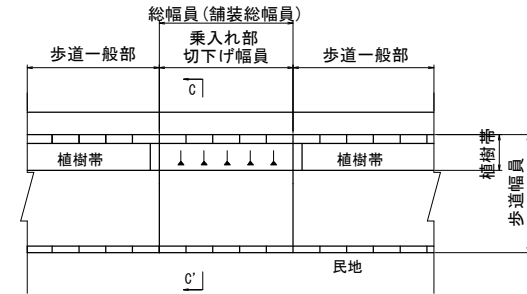 総幅員(舗装総幅員)
乗入れ部
歩道一般部 切下げ幅員 歩道一般部
C
植樹帯 植樹帯 植樹帯
歩道幅員
民地
C'